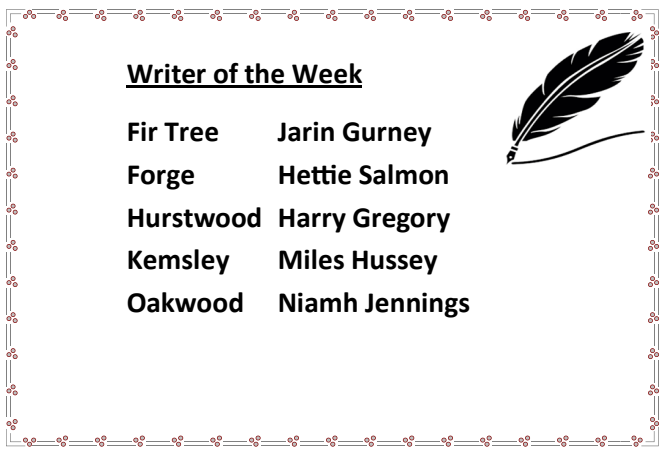 Writer of the Week
Fir Tree Jarin Gurney
Forge Hettie Salmon
Hurstwood Harry Gregory
Kemsley Miles Hussey
Oakwood Niamh Jennings